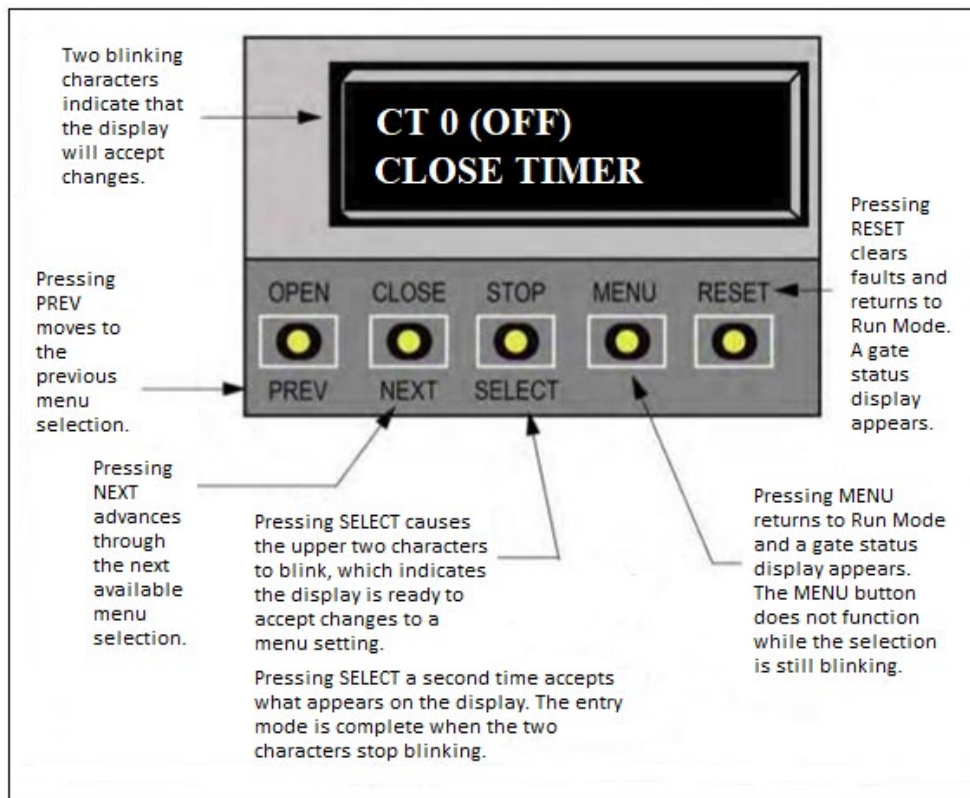 Two blinking
characters
indicate that
the display
will accept
changes.
CT 0 (OFF)
CLOSE TIMER
Pressing
RESET
clears
faults and
returns to
Run Mode.
A gate
status
display
appears.
Pressing
PREV
moves to
the
previous
menu
selection.
OPEN CLOSE STOP MENU RESET
PREV NEXT SELECT
Pressing
NEXT
advances
through
the next
available
menu
selection.
Pressing SELECT causes
the upper two characters
to blink, which indicates
the display is ready to
accept changes to a
menu setting.
Pressing SELECT a second time accepts
what appears on the display. The entry
mode is complete when the two
characters stop blinking.
Pressing MENU
returns to Run Mode
and a gate status
display appears.
The MENU button
does not function
while the selection
is still blinking.